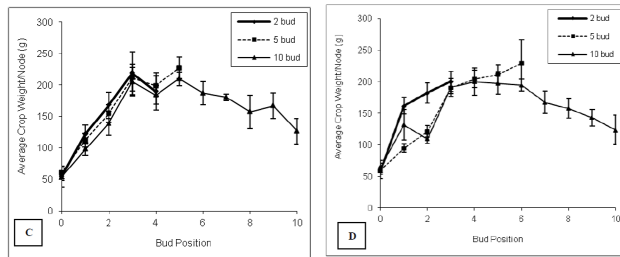 300
250
200
150
100
50
0
Average Crop Weight/Node (g)
2 bud
5 bud
10 bud
0 2 4 6 8 10
Bud Position
C
300
250
200
150
100
50
0
Average Crop Weight/Node (g)
2 bud
5 bud
10 bud
0 1 2 3 4 5 6 7 8 9 10
Bud Position
D